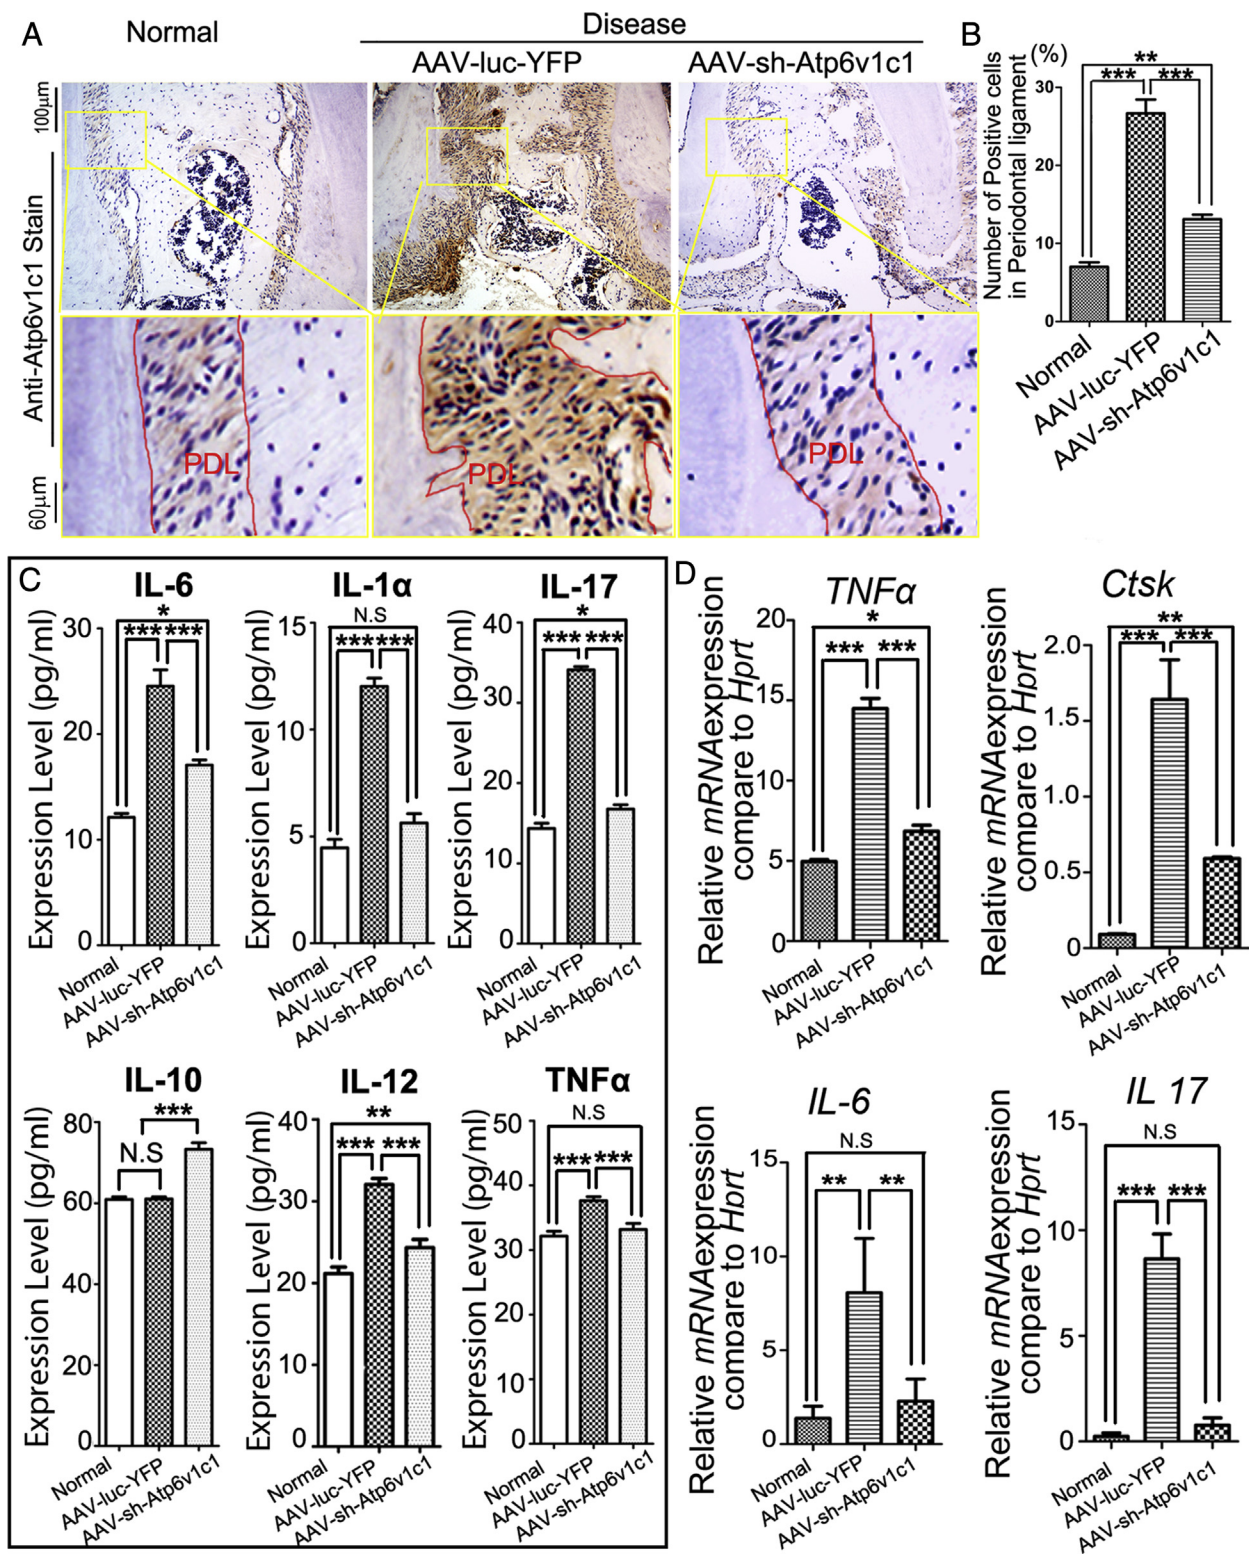 A
Normal
Disease
AAV-luc-YFP
AAV-sh-Atp6v1c1
100µm
Anti-Atp6v1c1 Stain
60µm
PDL
PDL
PDL
B
Number of Positive cells
in Periodontal ligament
(%)
**
*** ***
30
20
10
0
Normal
AAV-luc-YFP
AAV-sh-Atp6v1c1
C
IL-6
Expression Level (pg/ml)
*
*** ***
30
20
10
0
Normal
AAV-luc-YFP
AAV-sh-Atp6v1c1
IL-1α
Expression Level (pg/ml)
N.S
*** ***
15
10
5
0
Normal
AAV-luc-YFP
AAV-sh-Atp6v1c1
IL-17
Expression Level (pg/ml)
*
*** ***
40
30
20
10
0
Normal
AAV-luc-YFP
AAV-sh-Atp6v1c1
IL-10
Expression Level (pg/ml)
***
N.S
80
60
40
20
0
Normal
AAV-luc-YFP
AAV-sh-Atp6v1c1
IL-12
Expression Level (pg/ml)
**
*** ***
40
30
20
10
0
Normal
AAV-luc-YFP
AAV-sh-Atp6v1c1
TNFα
Expression Level (pg/ml)
N.S
*** ***
50
40
30
20
10
0
Normal
AAV-luc-YFP
AAV-sh-Atp6v1c1
D
TNFα
Relative mRNAexpression
compare to Hprt
*
*** ***
20
15
10
5
0
Normal
AAV-luc-YFP
AAV-sh-Atp6v1c1
Ctsk
Relative mRNAexpression
compare to Hprt
**
*** ***
2.0
1.5
1.0
0.5
0
Normal
AAV-luc-YFP
AAV-sh-Atp6v1c1
IL-6
Relative mRNAexpression
compare to Hprt
N.S
** **
15
10
5
0
Normal
AAV-luc-YFP
AAV-sh-Atp6v1c1
IL 17
Relative mRNAexpression
compare to Hprt
N.S
*** ***
15
10
5
0
Normal
AAV-luc-YFP
AAV-sh-Atp6v1c1